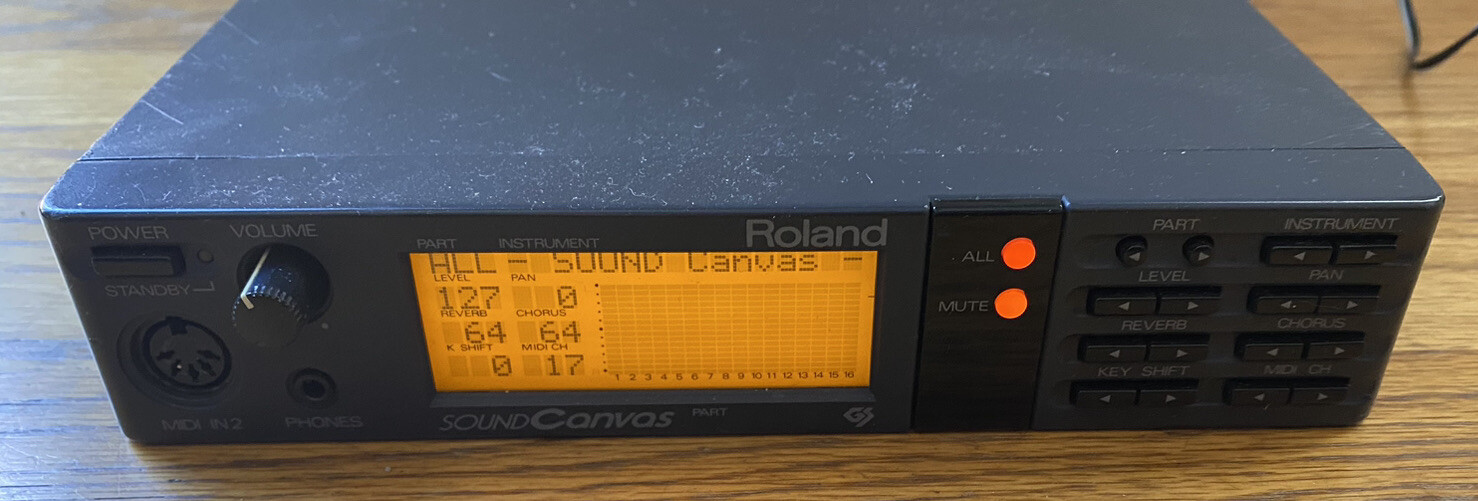 POWER
VOLUME
STANDBY
MIDI IN 2
PHONES
PART INSTRUMENT
Roland
ALL - SOUND Canvas -
LEVEL PAN
127 0
REVERB CHORUS
64 64
K SHIFT MIDI CH
0 17
1 2 3 4 5 6 7 8 9 10 11 12 13 14 15 16
SOUND Canvas PART
GS
ALL
MUTE
PART INSTRUMENT
LEVEL PAN
REVERB CHORUS
KEY SHIFT MIDI CH